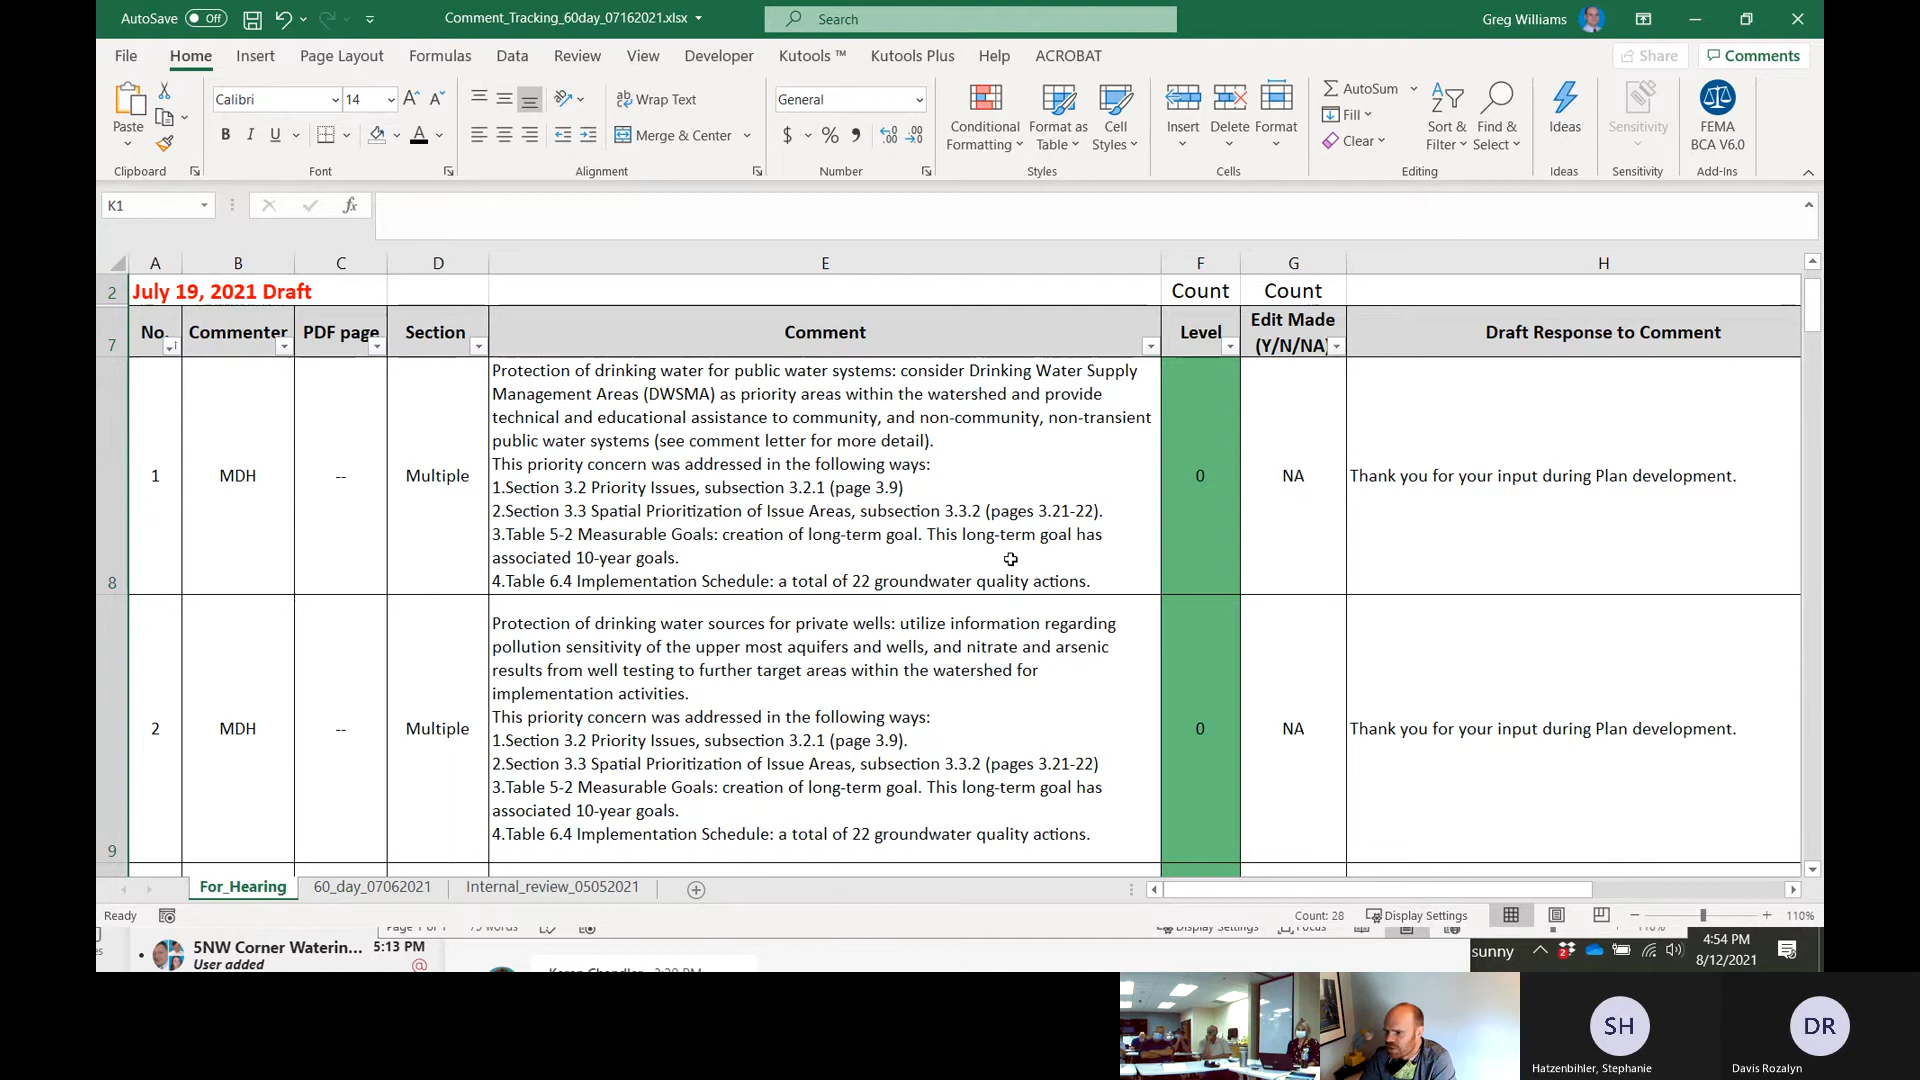 AutoSave Off Comment_Tracking_60day_07162021.xlsx Search Greg Williams
File Home Insert Page Layout Formulas Data Review View Developer Kutools ™ Kutools Plus Help ACROBAT Share Comments
Calibri 14 Wrap Text General AutoSum
Paste B I U Merge & Center $ % Conditional Formatting Format as Table Cell Styles Insert Delete Format Fill Clear Sort & Filter Find & Select Ideas Sensitivity FEMA BCA V6.0
Clipboard Font Alignment Number Styles Cells Editing Ideas Sensitivity Add-Ins
K1 fx
A B C D E F G H
2 July 19, 2021 Draft Count Count
7 No. Commenter PDF page Section Comment Level Edit Made (Y/N/NA) Draft Response to Comment
Protection of drinking water for public water systems: consider Drinking Water Supply
Management Areas (DWSMA) as priority areas within the watershed and provide
technical and educational assistance to community, and non-community, non-transient
public water systems (see comment letter for more detail).
This priority concern was addressed in the following ways:
1 MDH -- Multiple 0 NA Thank you for your input during Plan development.
1.Section 3.2 Priority Issues, subsection 3.2.1 (page 3.9)
2.Section 3.3 Spatial Prioritization of Issue Areas, subsection 3.3.2 (pages 3.21-22).
3.Table 5-2 Measurable Goals: creation of long-term goal. This long-term goal has
associated 10-year goals.
8 4.Table 6.4 Implementation Schedule: a total of 22 groundwater quality actions.
Protection of drinking water sources for private wells: utilize information regarding
pollution sensitivity of the upper most aquifers and wells, and nitrate and arsenic
results from well testing to further target areas within the watershed for
implementation activities.
This priority concern was addressed in the following ways:
2 MDH -- Multiple 0 NA Thank you for your input during Plan development.
1.Section 3.2 Priority Issues, subsection 3.2.1 (page 3.9).
2.Section 3.3 Spatial Prioritization of Issue Areas, subsection 3.3.2 (pages 3.21-22)
3.Table 5-2 Measurable Goals: creation of long-term goal. This long-term goal has
associated 10-year goals.
4.Table 6.4 Implementation Schedule: a total of 22 groundwater quality actions.
9
For_Hearing 60_day_07062021 Internal_review_05052021
Ready Count: 28 Display Settings 110%
5NW Corner Waterin... 5:13 PM
User added
sunny 4:54 PM
8/12/2021
SH DR
Hatzenbihler, Stephanie Davis Rozalyn